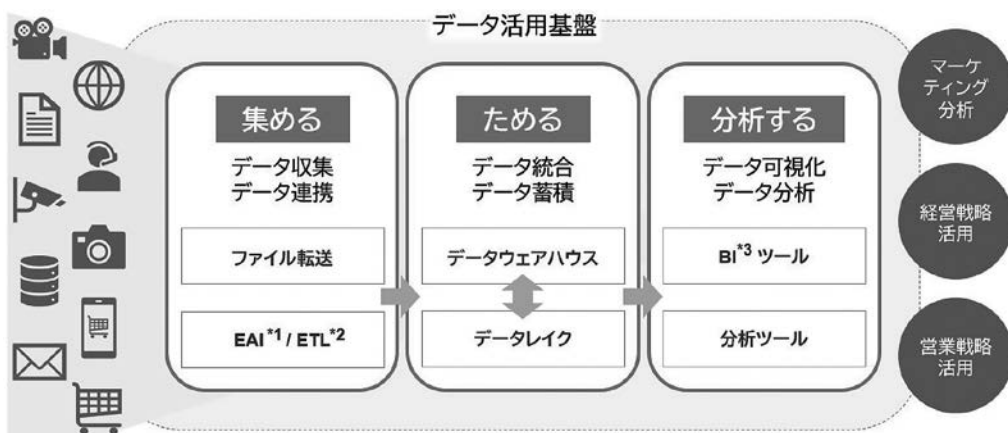 データ活用基盤
集める
データ収集
データ連携
ファイル転送
EAI*1 / ETL*2
ためる
データ統合
データ蓄積
データウェアハウス
データレイク
分析する
データ可視化
データ分析
BI*3 ツール
分析ツール
マーケ
ティング
分析
経営戦略
活用
営業戦略
活用